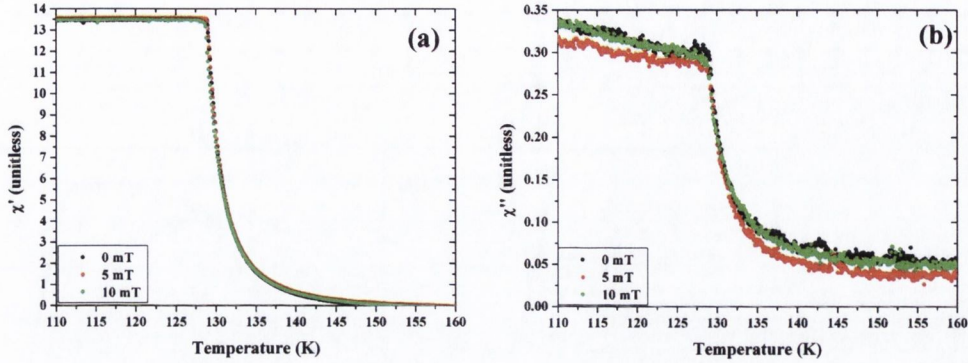 (a)
χ' (unitless)
14
13
12
11
10
9
8
7
6
5
4
3
2
1
0
0 mT
5 mT
10 mT
110 115 120 125 130 135 140 145 150 155 160
Temperature (K)
(b)
χ'' (unitless)
0.35
0.30
0.25
0.20
0.15
0.10
0.05
0.00
0 mT
5 mT
10 mT
110 115 120 125 130 135 140 145 150 155 160
Temperature (K)